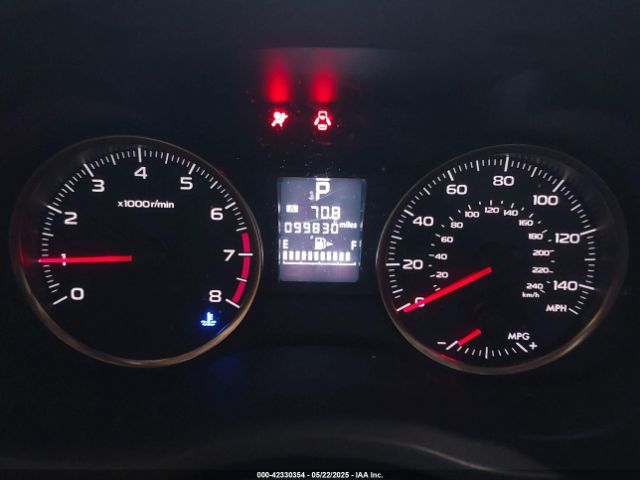 0 1 2 3 4 5 6 7 8
x1000r/min
P
70.8
099830 miles
E F
0 20 40 60 80 100 120 140
20 40 60 80 100 120 140 160 180 200 220 240
km/h
MPH
MPG
- +
000-42330354 - 05/22/2025 - IAA Inc.